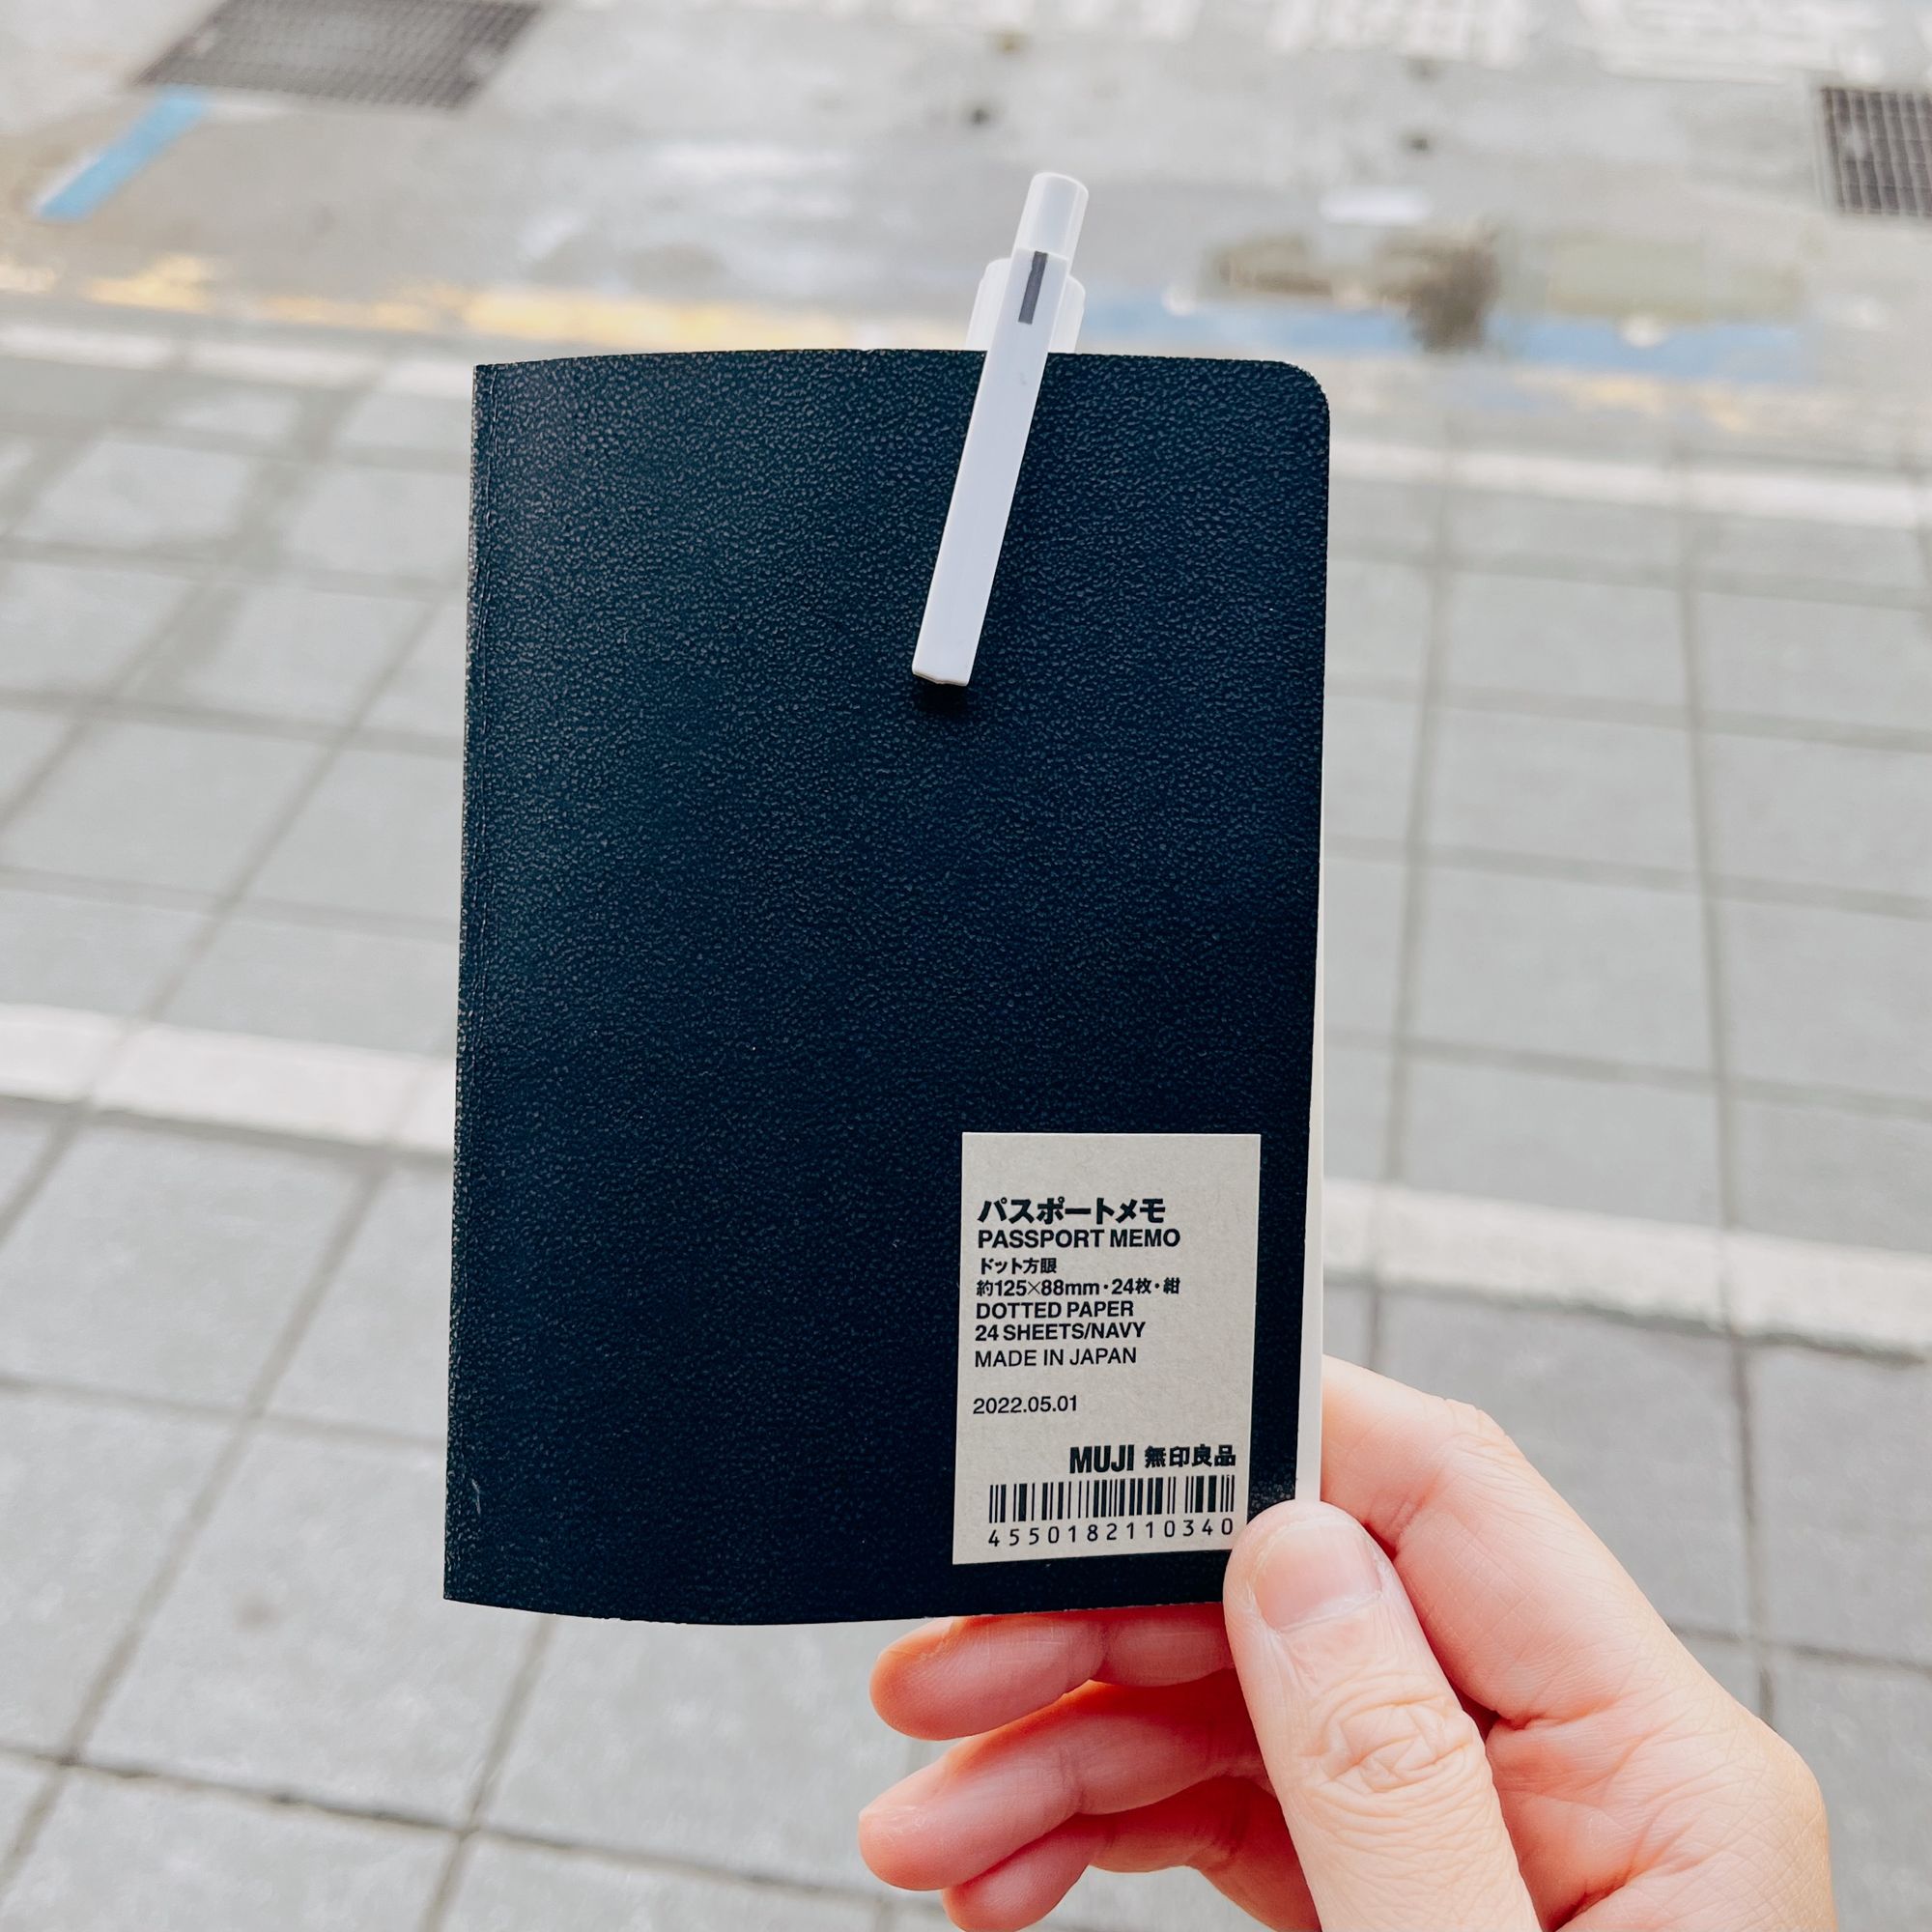 パスポートメモ
PASSPORT MEMO
ドット方眼
約125×88mm・24枚・紺
DOTTED PAPER
24 SHEETS/NAVY
MADE IN JAPAN
2022.05.01
MUJI 無印良品
4550182110340